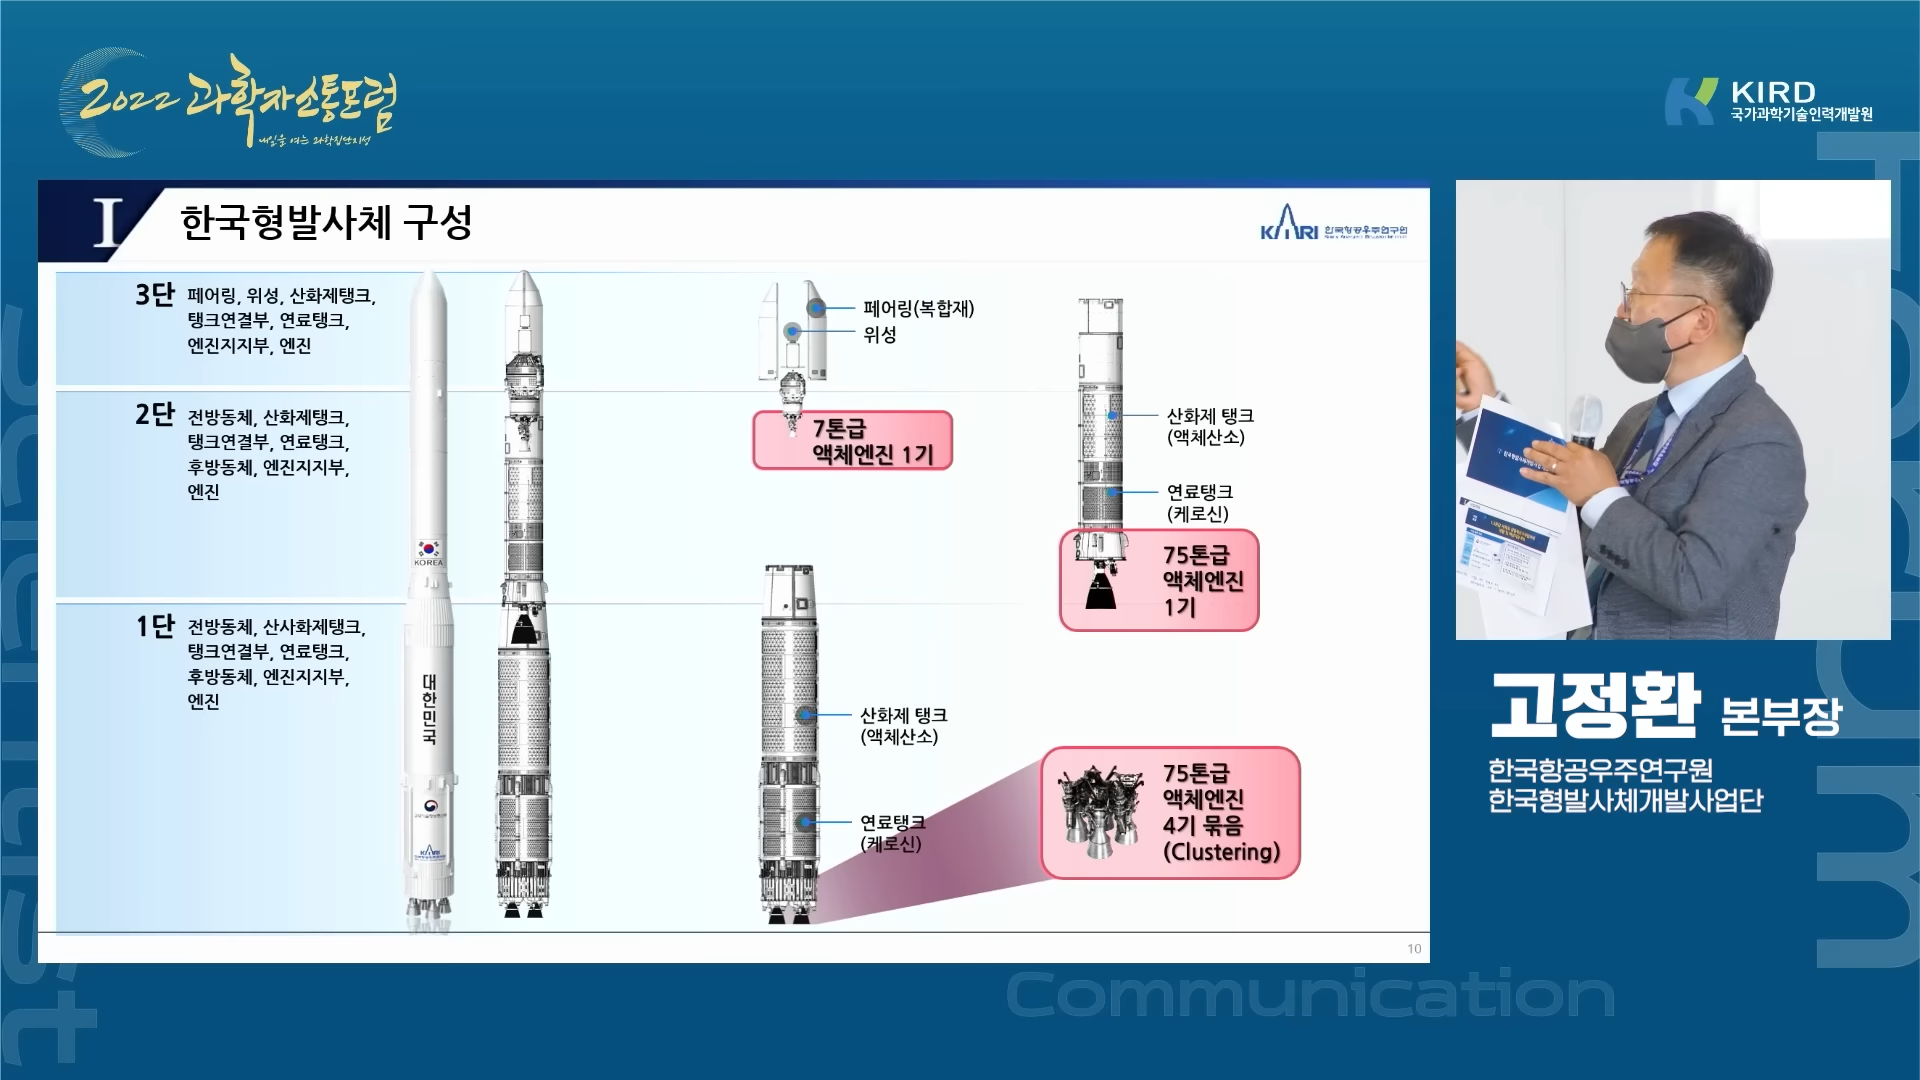 2022 과학자소통포럼
내일을 여는 과학집단지성
KIRD
국가과학기술인력개발원
I
한국형발사체 구성
KARI 한국항공우주연구원
3단
페어링, 위성, 산화제탱크,
탱크연결부, 연료탱크,
엔진지지부, 엔진
2단
전방동체, 산화제탱크,
탱크연결부, 연료탱크,
후방동체, 엔진지지부,
엔진
1단
전방동체, 산사화제탱크,
탱크연결부, 연료탱크,
후방동체, 엔진지지부,
엔진
KOREA
대한민국
KARI
페어링(복합재)
위성
7톤급
액체엔진 1기
산화제 탱크
(액체산소)
연료탱크
(케로신)
75톤급
액체엔진
1기
산화제 탱크
(액체산소)
연료탱크
(케로신)
75톤급
액체엔진
4기 묶음
(Clustering)
10
고정환 본부장
한국항공우주연구원
한국형발사체개발사업단
Communication